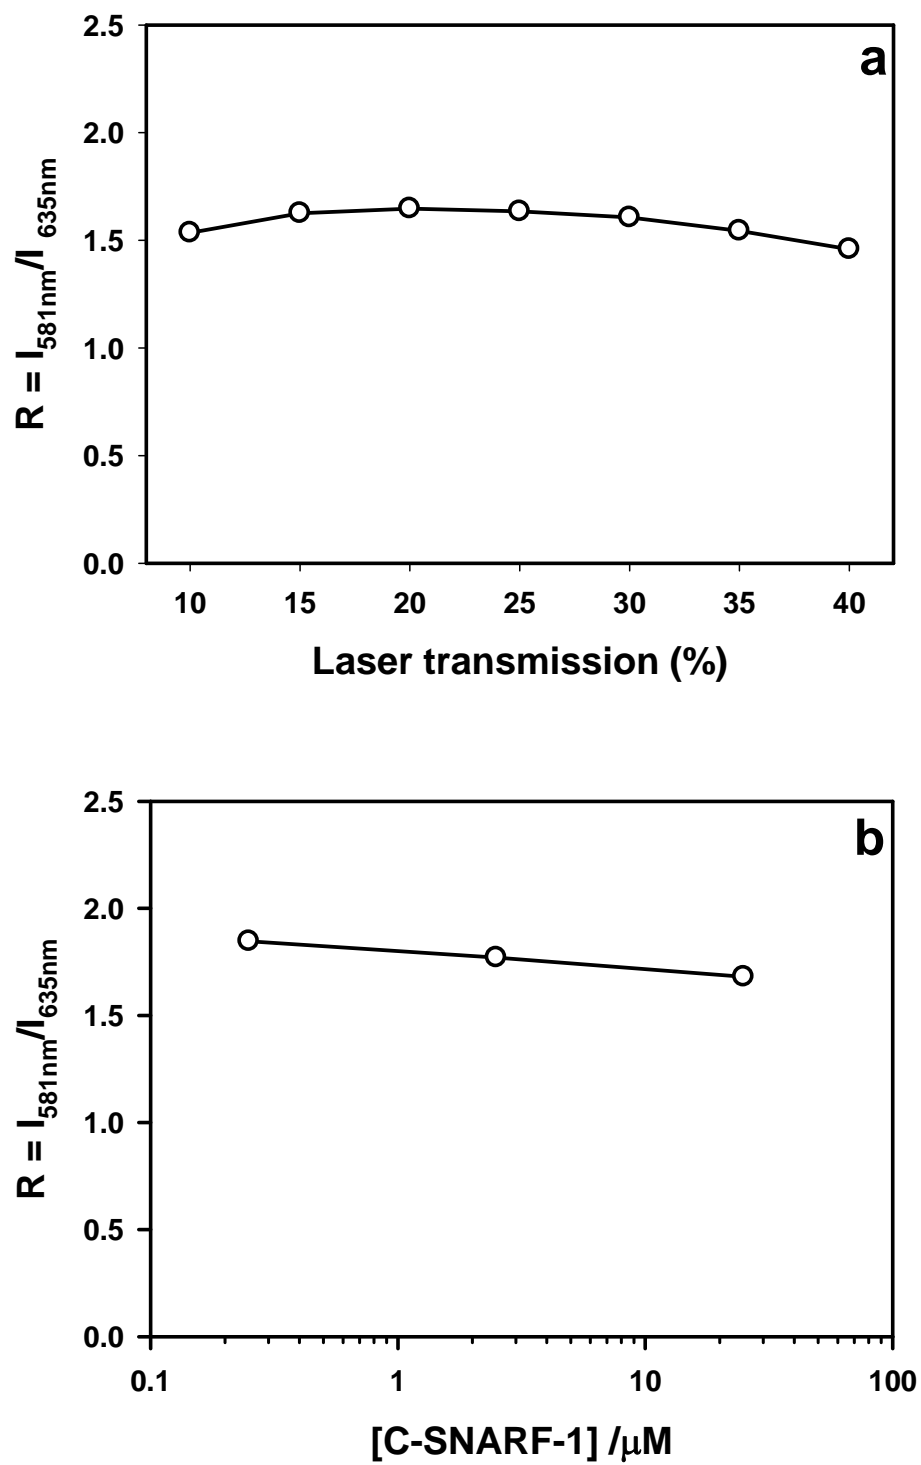 a
2.5
2.0
1.5
1.0
0.5
0.0
R = I581nm/I 635nm
10 15 20 25 30 35 40
Laser transmission (%)
b
2.5
2.0
1.5
1.0
0.5
0.0
R = I581nm/I635nm
0.1 1 10 100
[C-SNARF-1] /μM